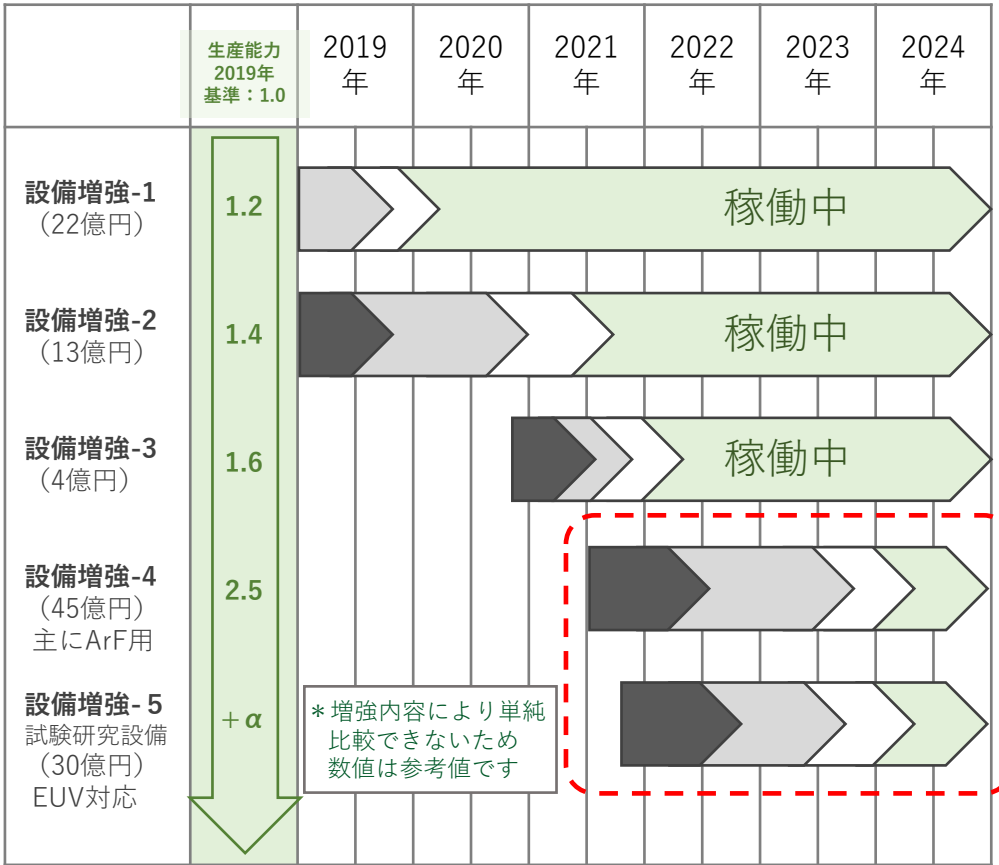 生産能力
2019年
基準：1.0
2019
年
2020
年
2021
年
2022
年
2023
年
2024
年
設備増強-1
（22億円）
1.2
稼働中
設備増強-2
（13億円）
1.4
稼働中
設備増強-3
（4億円）
1.6
稼働中
設備増強-4
（45億円）
主にArF用
2.5
設備増強-５
試験研究設備
（30億円）
EUV対応
＋α
＊増強内容により単純
比較できないため
数値は参考値です